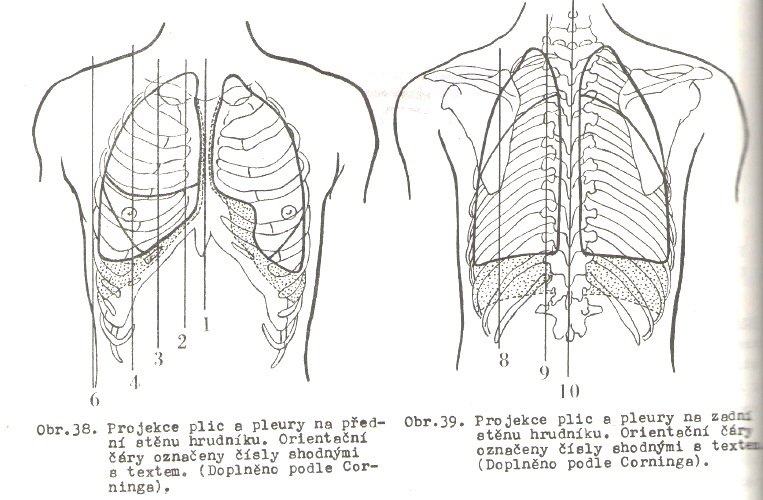 1
2
3
4
6
8
9
10
Obr.38. Projekce plic a pleury na před-
ní stěnu hrudníku. Orientační
čáry označeny čísly shodnými
s textem. (Doplněno podle Cor-
ninga).
Obr.39. Projekce plic a pleury na zadní
stěnu hrudníku. Orientační čáry
označeny čísly shodnými s textem
(Doplněno podle Corninga).